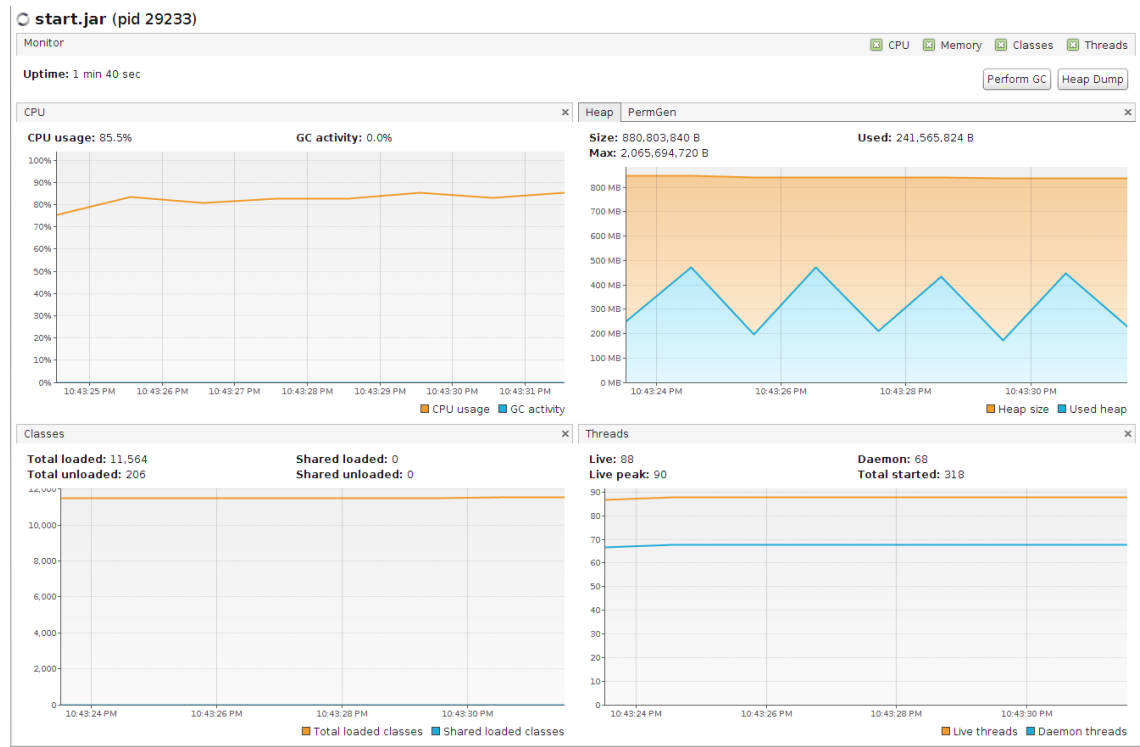 start.jar (pid 29233)
Monitor
CPU Memory Classes Threads
Uptime: 1 min 40 sec
Perform GC Heap Dump
CPU
CPU usage: 85.5% GC activity: 0.0%
100%
90%
80%
70%
60%
50%
40%
30%
20%
10%
0%
10:43:25 PM 10:43:26 PM 10:43:27 PM 10:43:28 PM 10:43:29 PM 10:43:30 PM 10:43:31 PM
CPU usage GC activity
Heap PermGen
Size: 880,803,840 B Used: 241,565,824 B
Max: 2,065,694,720 B
800 MB
700 MB
600 MB
500 MB
400 MB
300 MB
200 MB
100 MB
0 MB
10:43:24 PM 10:43:26 PM 10:43:28 PM 10:43:30 PM
Heap size Used heap
Classes
Total loaded: 11,564 Shared loaded: 0
Total unloaded: 206 Shared unloaded: 0
12,000
10,000
8,000
6,000
4,000
2,000
0
10:43:24 PM 10:43:26 PM 10:43:28 PM 10:43:30 PM
Total loaded classes Shared loaded classes
Threads
Live: 88 Daemon: 68
Live peak: 90 Total started: 318
90
80
70
60
50
40
30
20
10
0
10:43:24 PM 10:43:26 PM 10:43:28 PM 10:43:30 PM
Live threads Daemon threads